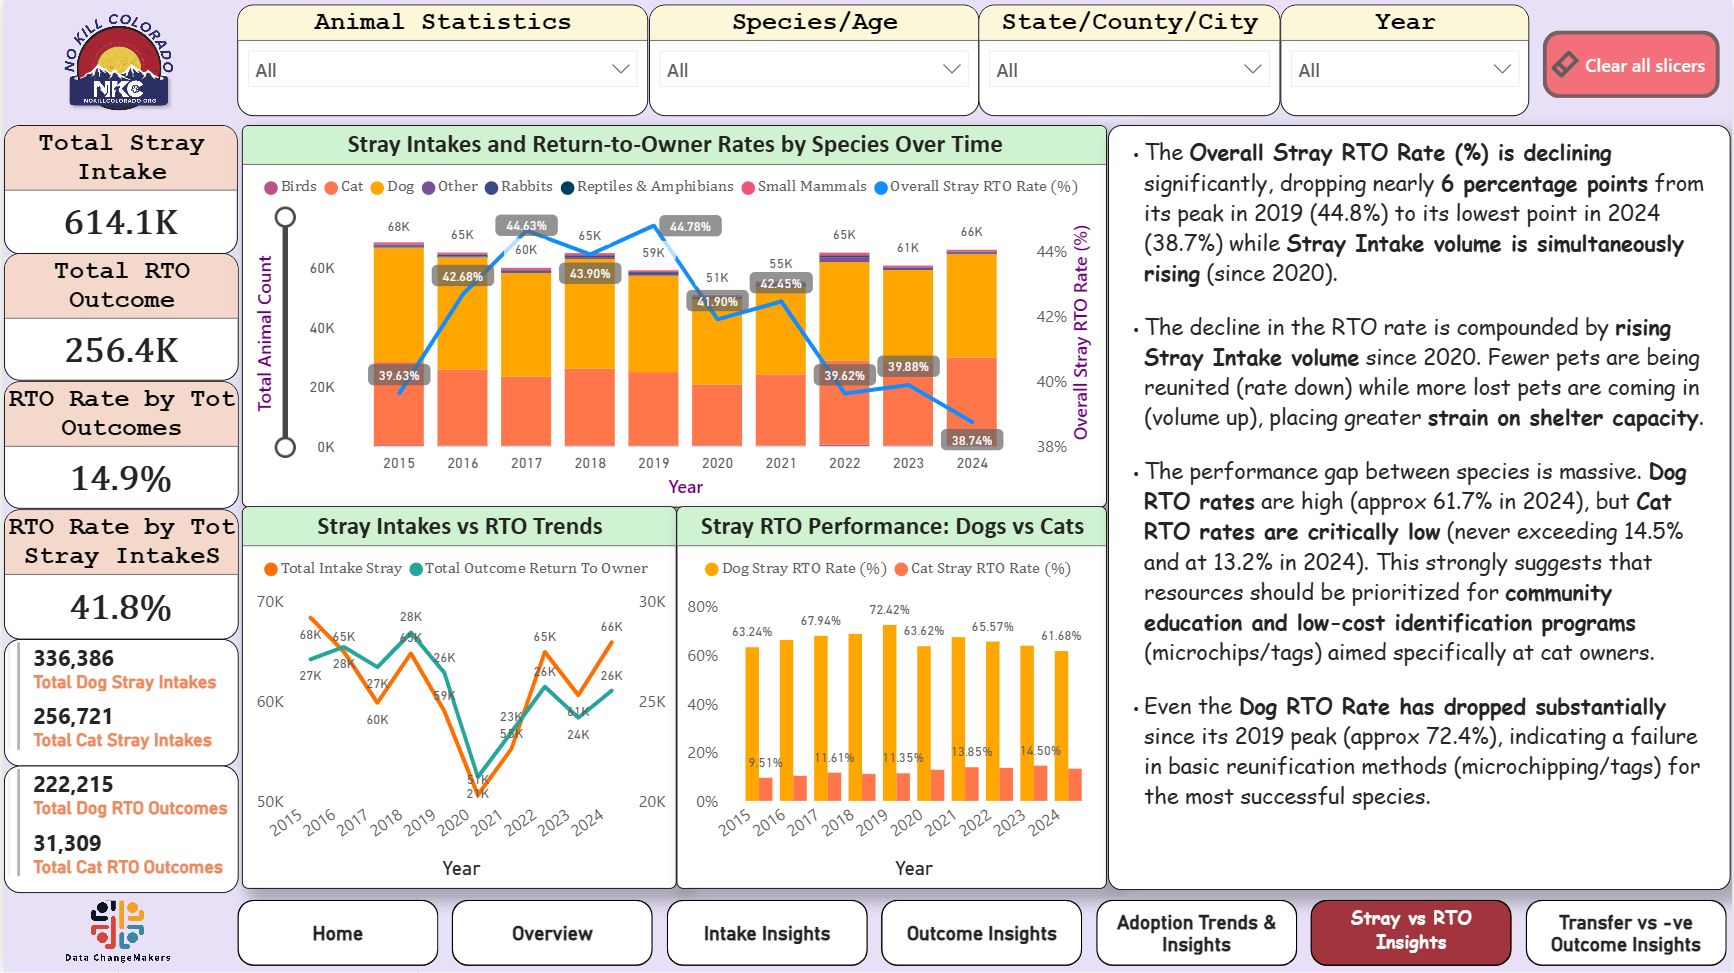 NO KILL COLORADO
NKC
NOKILLCOLORADO.ORG
Animal Statistics
All
Species/Age
All
State/County/City
All
Year
All
Clear all slicers
Total Stray
Intake
614.1K
Total RTO
Outcome
256.4K
RTO Rate by Tot
Outcomes
14.9%
RTO Rate by Tot
Stray IntakeS
41.8%
336,386
Total Dog Stray Intakes
256,721
Total Cat Stray Intakes
222,215
Total Dog RTO Outcomes
31,309
Total Cat RTO Outcomes
Data ChangeMakers
Stray Intakes and Return-to-Owner Rates by Species Over Time
Birds Cat Dog Other Rabbits Reptiles & Amphibians Small Mammals Overall Stray RTO Rate (%)
Total Animal Count
60K
40K
20K
0K
68K 65K 60K 65K 59K 51K 55K 65K 61K 66K
39.63% 42.68% 44.63% 43.90% 44.78% 41.90% 42.45% 39.62% 39.88% 38.74%
44%
42%
40%
38%
Overall Stray RTO Rate (%)
2015 2016 2017 2018 2019 2020 2021 2022 2023 2024
Year
Stray Intakes vs RTO Trends
Total Intake Stray Total Outcome Return To Owner
70K
60K
50K
68K 65K 60K 65K 59K 51K 55K 65K 61K 66K
27K 28K 27K 28K 26K 21K 23K 26K 24K 26K
30K
25K
20K
2015 2016 2017 2018 2019 2020 2021 2022 2023 2024
Year
Stray RTO Performance: Dogs vs Cats
Dog Stray RTO Rate (%) Cat Stray RTO Rate (%)
80%
60%
40%
20%
0%
63.24% 67.94% 72.42% 63.62% 65.57% 61.68%
9.51% 11.61% 11.35% 13.85% 14.50%
2015 2016 2017 2018 2019 2020 2021 2022 2023 2024
Year
• The Overall Stray RTO Rate (%) is declining
significantly, dropping nearly 6 percentage points from
its peak in 2019 (44.8%) to its lowest point in 2024
(38.7%) while Stray Intake volume is simultaneously
rising (since 2020).
• The decline in the RTO rate is compounded by rising
Stray Intake volume since 2020. Fewer pets are being
reunited (rate down) while more lost pets are coming in
(volume up), placing greater strain on shelter capacity.
• The performance gap between species is massive. Dog
RTO rates are high (approx 61.7% in 2024), but Cat
RTO rates are critically low (never exceeding 14.5%
and at 13.2% in 2024). This strongly suggests that
resources should be prioritized for community
education and low-cost identification programs
(microchips/tags) aimed specifically at cat owners.
• Even the Dog RTO Rate has dropped substantially
since its 2019 peak (approx 72.4%), indicating a failure
in basic reunification methods (microchipping/tags) for
the most successful species.
Home
Overview
Intake Insights
Outcome Insights
Adoption Trends &
Insights
Stray vs RTO
Insights
Transfer vs -ve
Outcome Insights